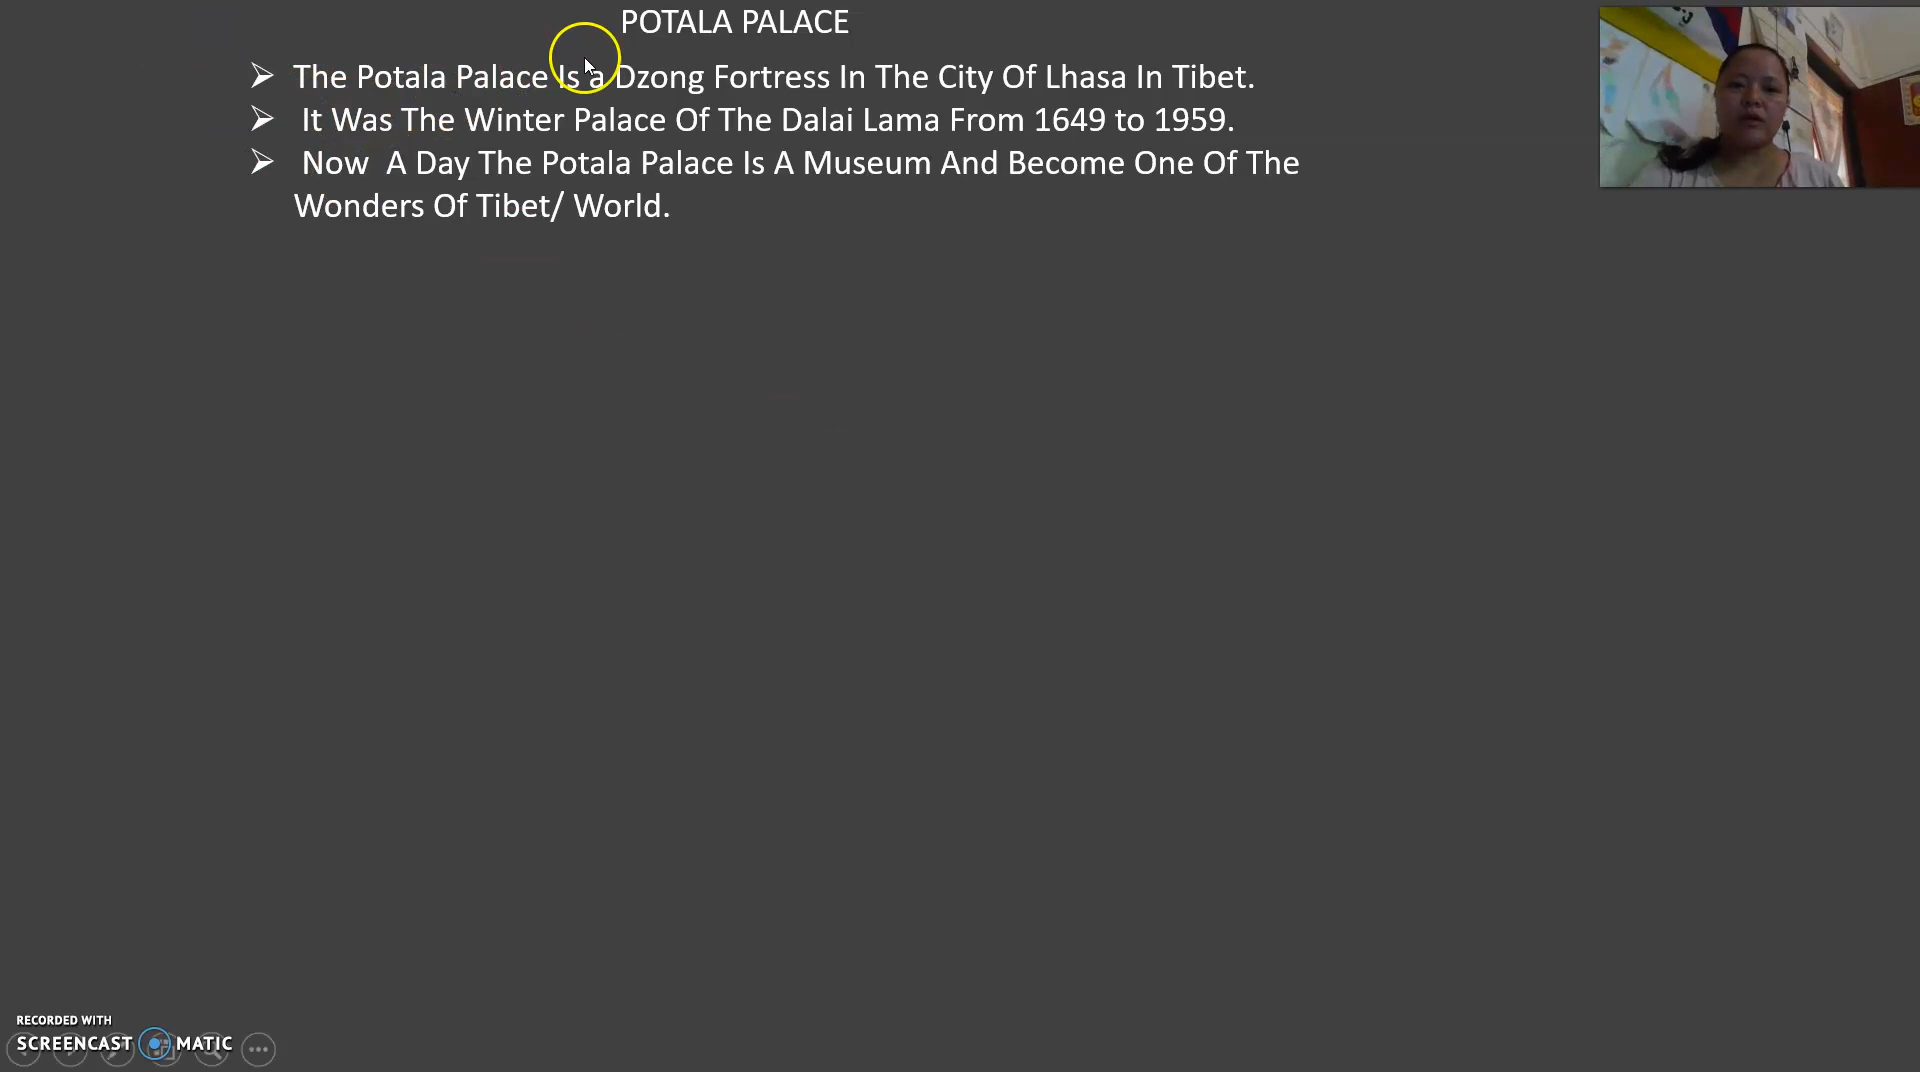 POTALA PALACE
➢ The Potala Palace Is a Dzong Fortress In The City Of Lhasa In Tibet.
➢ It Was The Winter Palace Of The Dalai Lama From 1649 to 1959.
➢ Now A Day The Potala Palace Is A Museum And Become One Of The
Wonders Of Tibet/ World.
RECORDED WITH
SCREENCAST MATIC